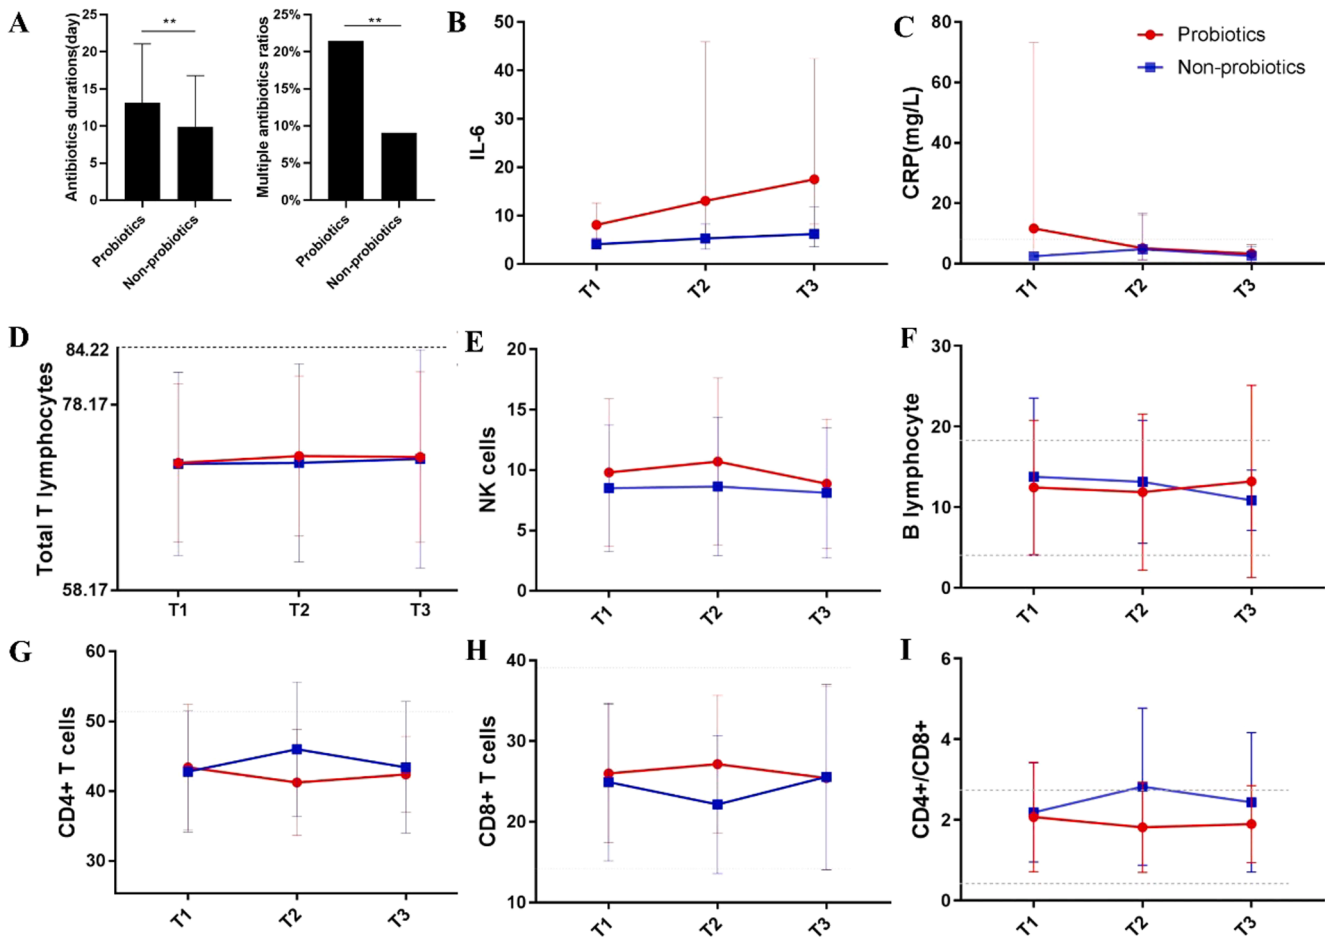 A
Antibiotics durations(day)
25
20
15
10
5
0
**
Probiotics
Non-probiotics
Multiple antibiotics ratios
25%
20%
15%
10%
5%
0%
**
Probiotics
Non-probiotics
B
IL-6
50
40
30
20
10
0
T1
T2
T3
C
CRP(mg/L)
80
60
40
20
0
T1
T2
T3
Probiotics
Non-probiotics
D
Total T lymphocytes
84.22
78.17
58.17
T1
T2
T3
E
NK cells
20
15
10
5
0
T1
T2
T3
F
B lymphocyte
30
20
10
0
T1
T2
T3
G
CD4+ T cells
60
50
40
30
T1
T2
T3
H
CD8+ T cells
40
30
20
10
T1
T2
T3
I
CD4+/CD8+
6
4
2
0
T1
T2
T3